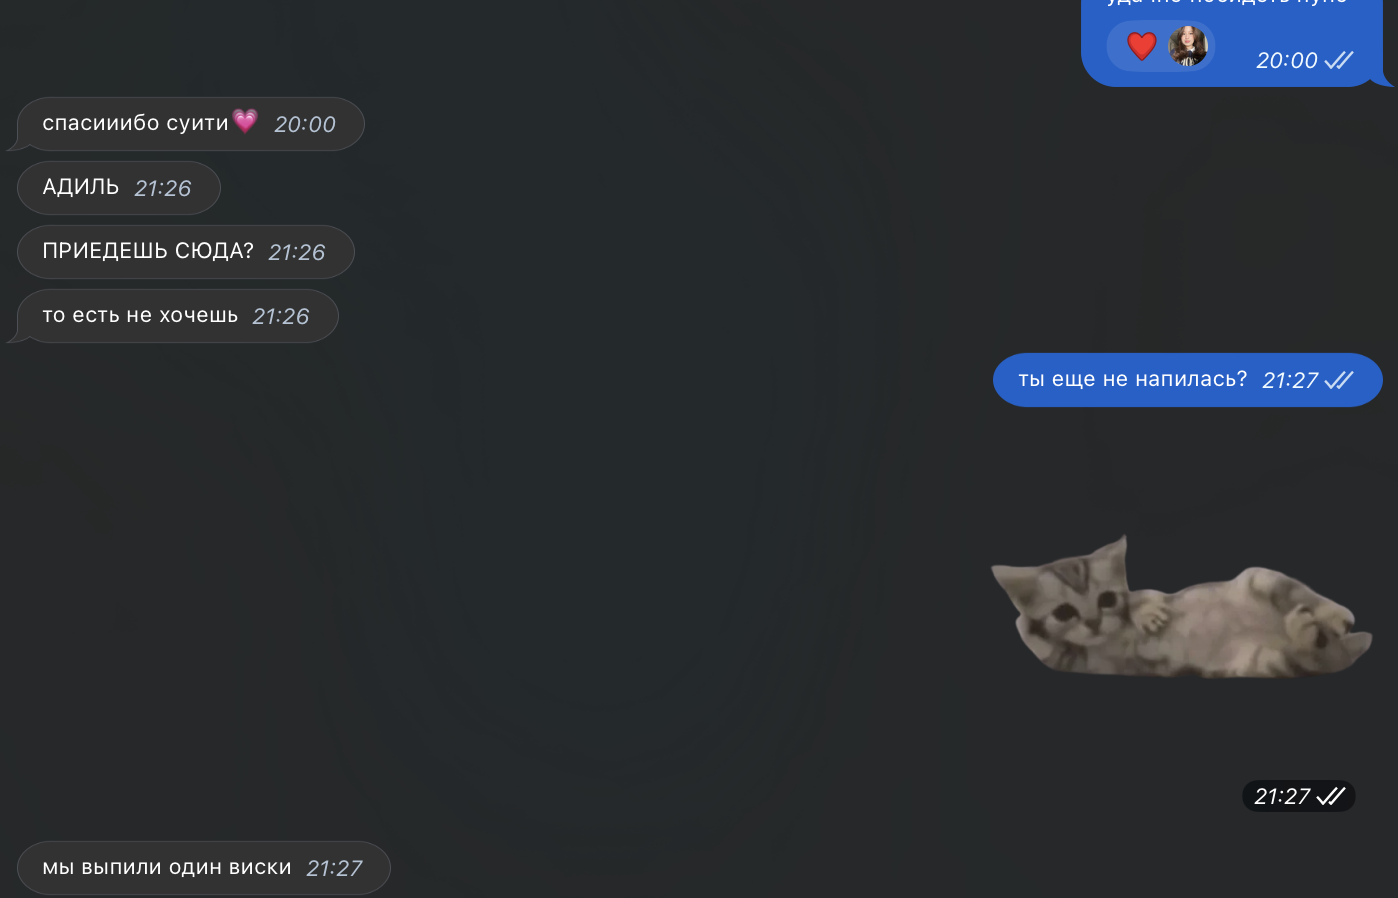 20:00
спасииибо суити 20:00
АДИЛЬ 21:26
ПРИЕДЕШЬ СЮДА? 21:26
то есть не хочешь 21:26
ты еще не напилась? 21:27
21:27
мы выпили один виски 21:27